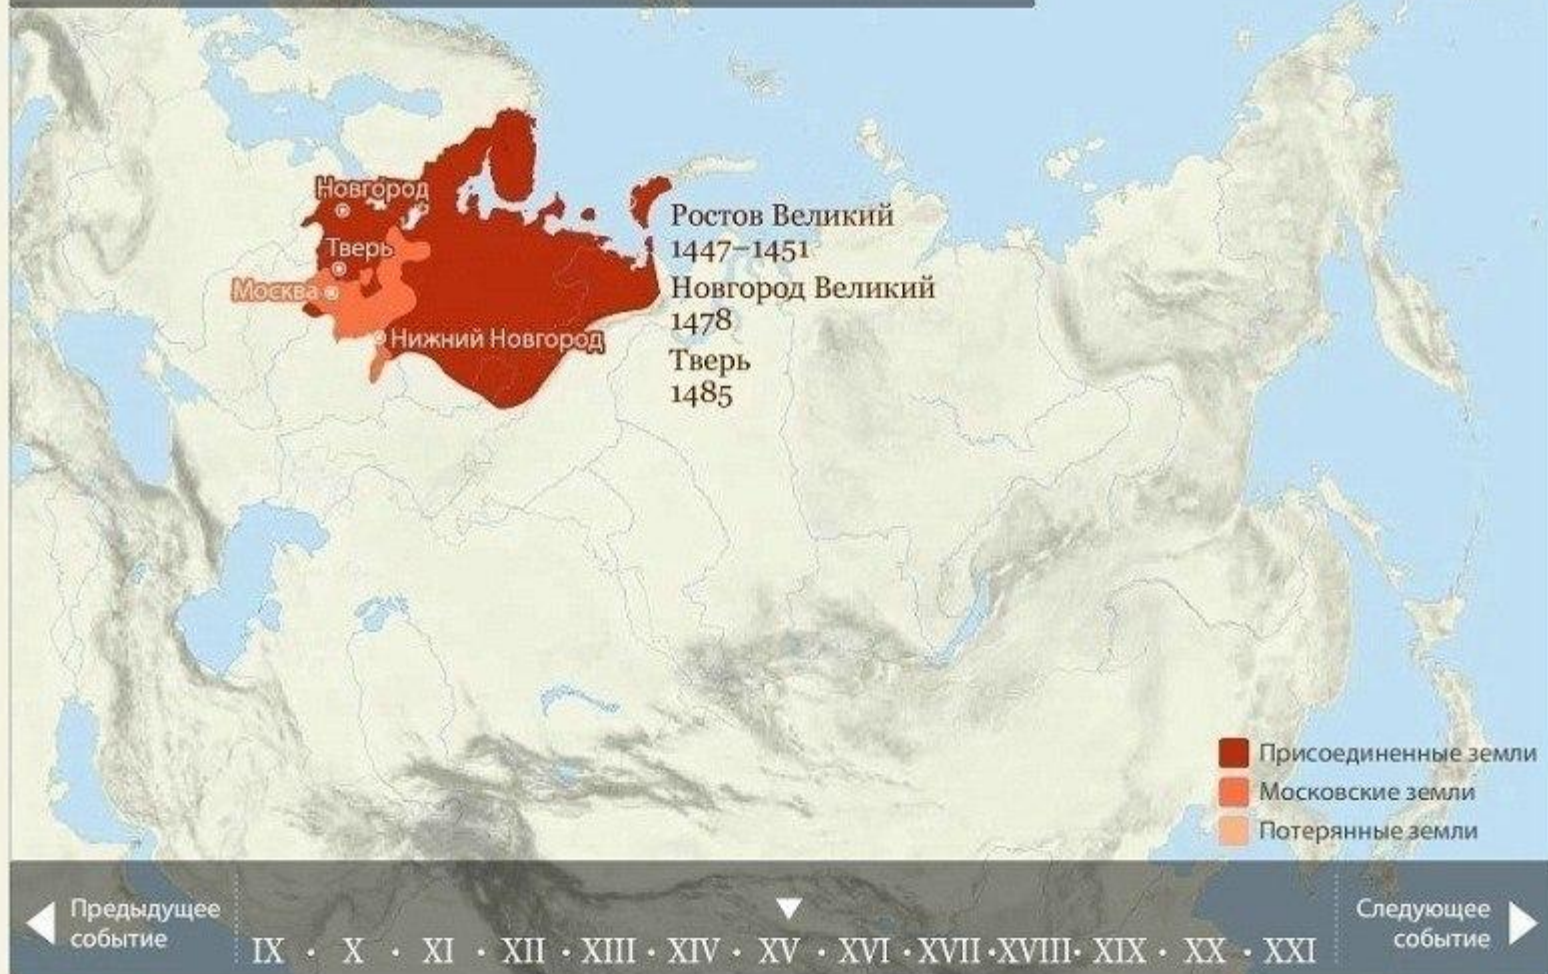 Новгород
Тверь
Москва
Нижний Новгород
Ростов Великий
1447–1451
Новгород Великий
1478
Тверь
1485
Присоединенные земли
Московские земли
Потерянные земли
Предыдущее
событие
IX · X · XI · XII · XIII · XIV · XV · XVI · XVII · XVIII · XIX · XX · XXI
Следующее
событие